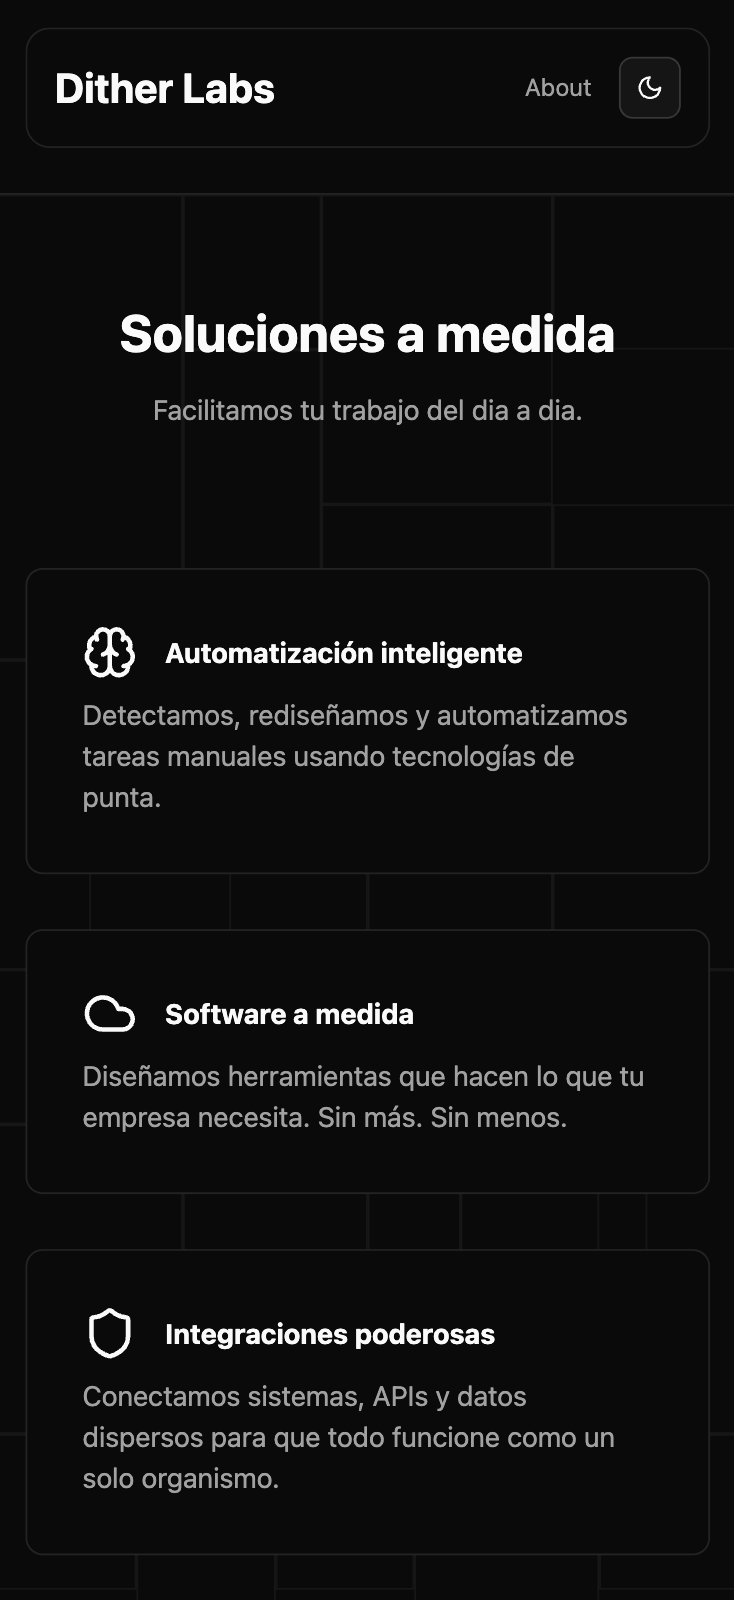 Dither Labs
About
Soluciones a medida
Facilitamos tu trabajo del dia a dia.
Automatización inteligente
Detectamos, rediseñamos y automatizamos
tareas manuales usando tecnologías de
punta.
Software a medida
Diseñamos herramientas que hacen lo que tu
empresa necesita. Sin más. Sin menos.
Integraciones poderosas
Conectamos sistemas, APIs y datos
dispersos para que todo funcione como un
solo organismo.